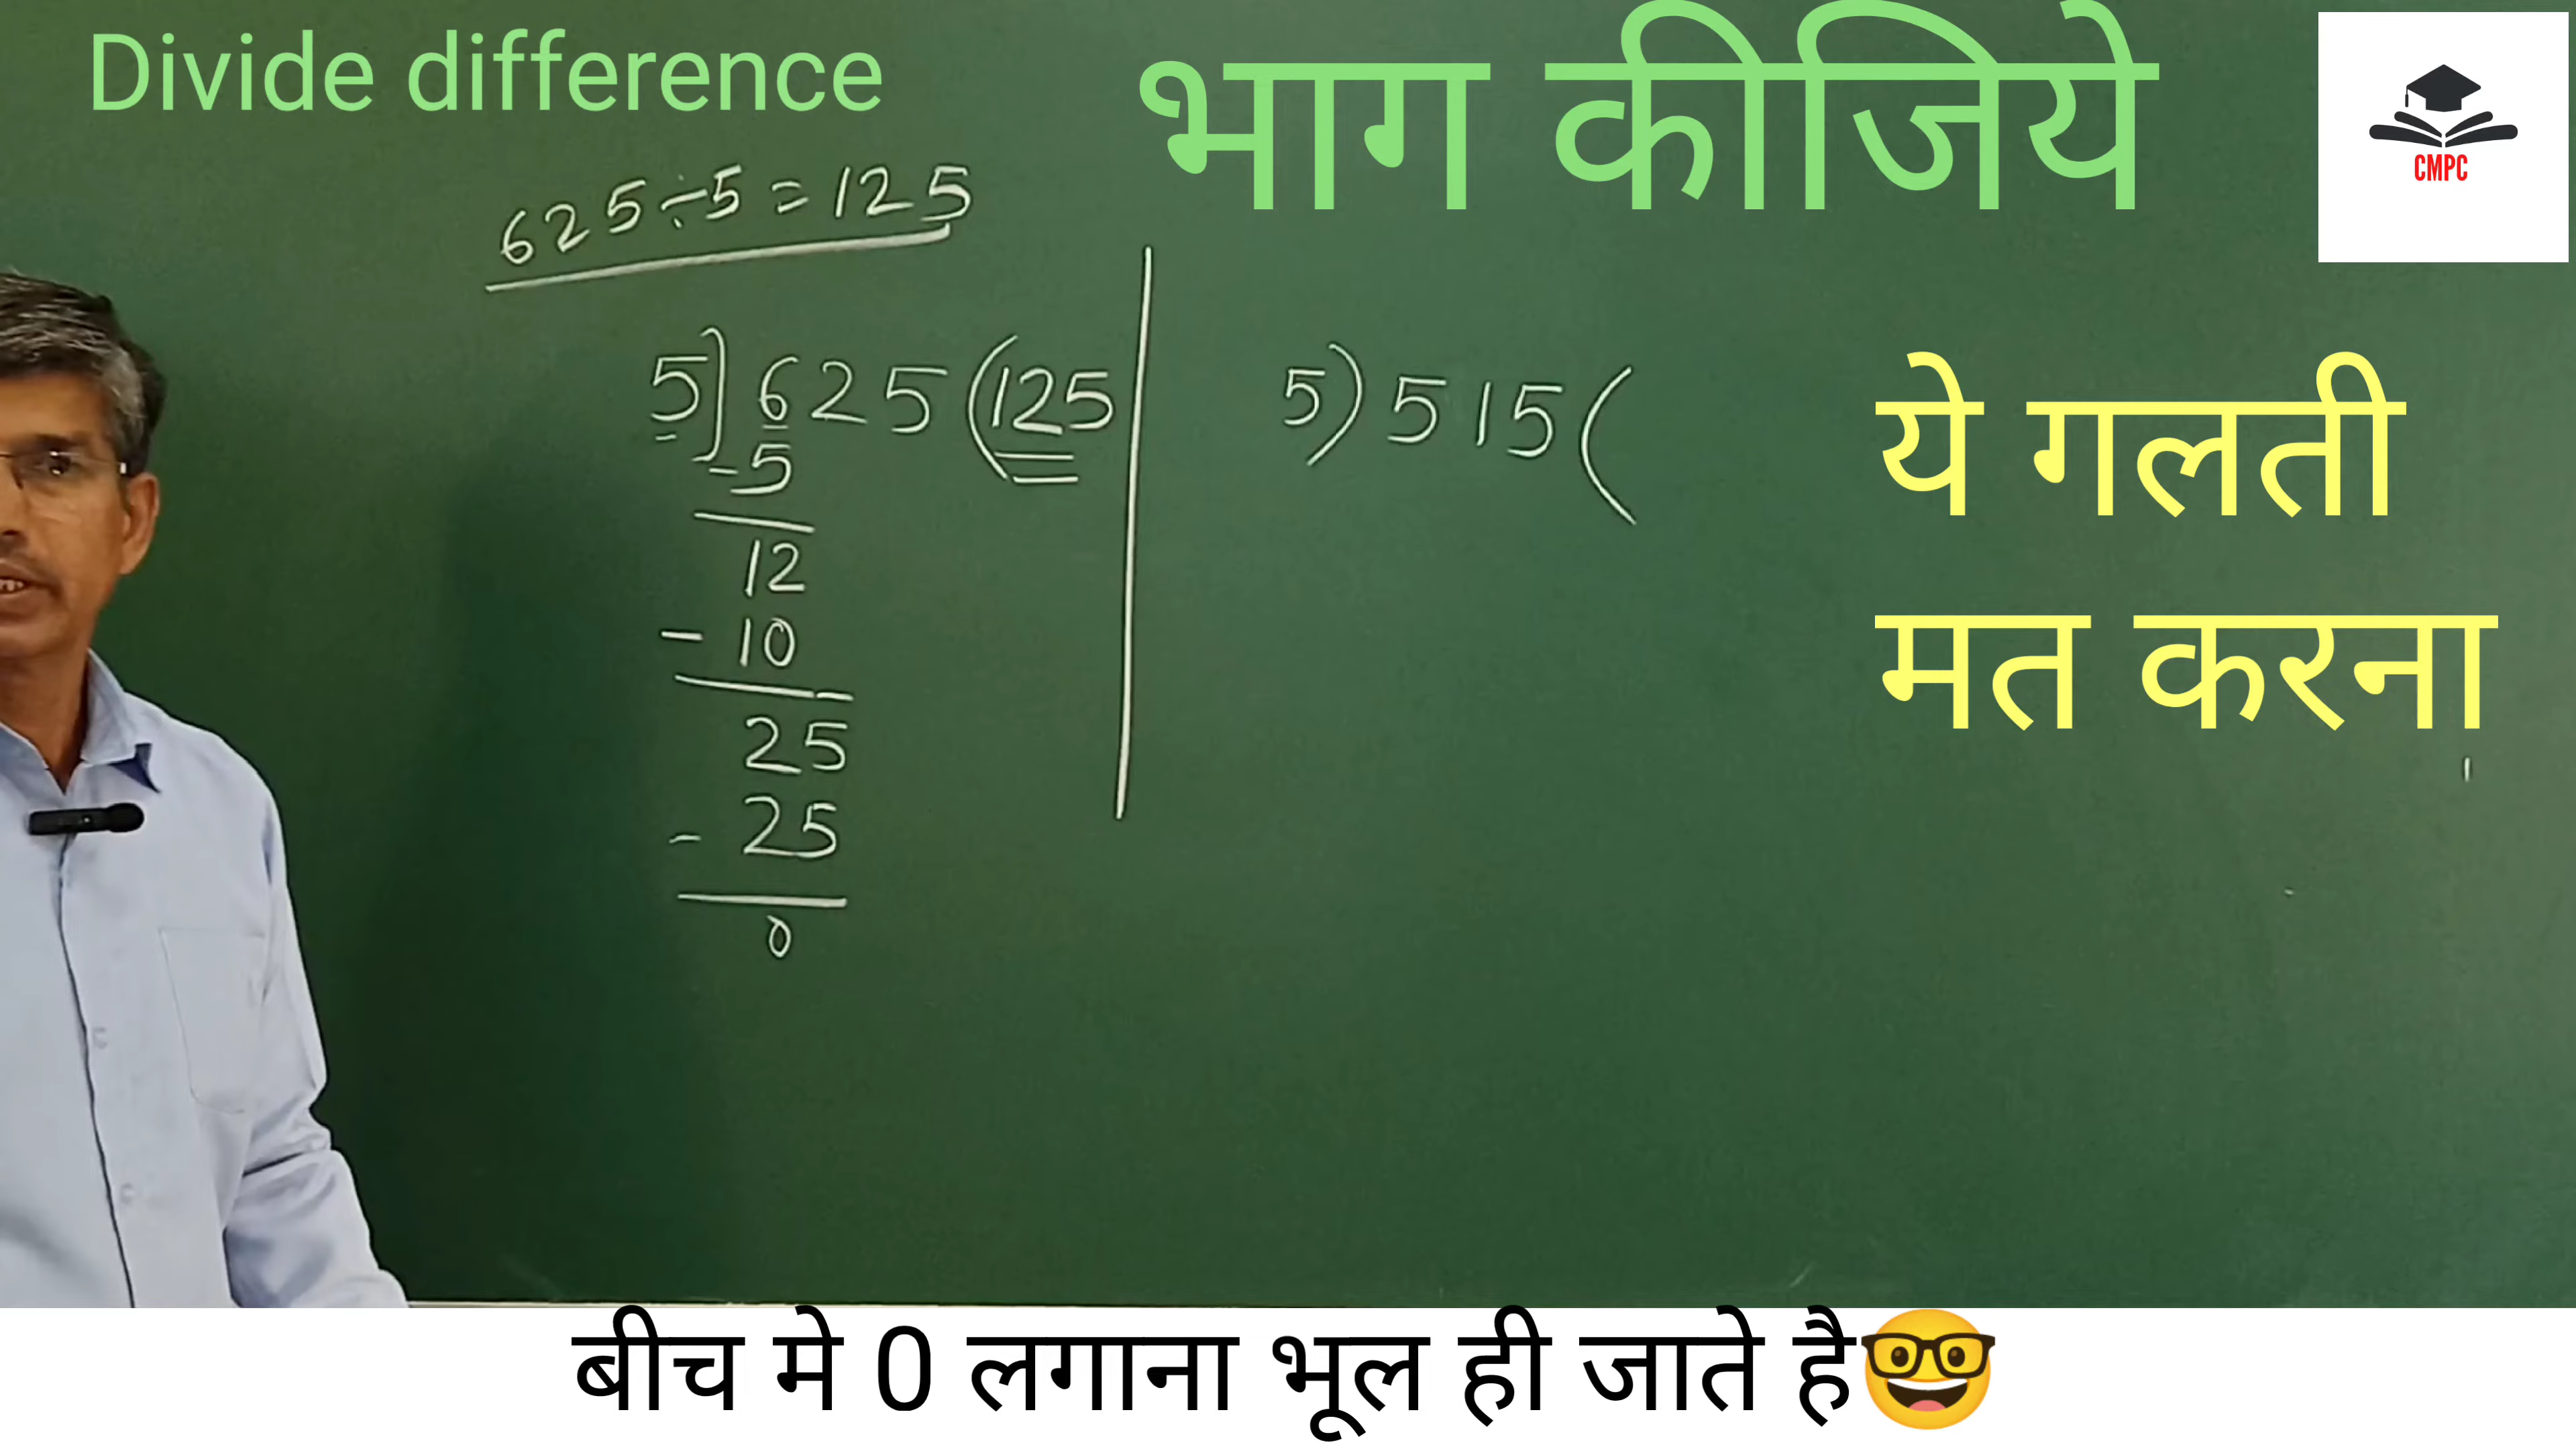 Divide difference
भाग कीजिये
CMPC
625÷5=125
5)625(125
-5
12
-10
25
-25
0
5)515(
ये गलती
मत करना
बीच मे 0 लगाना भूल ही जाते है🤓